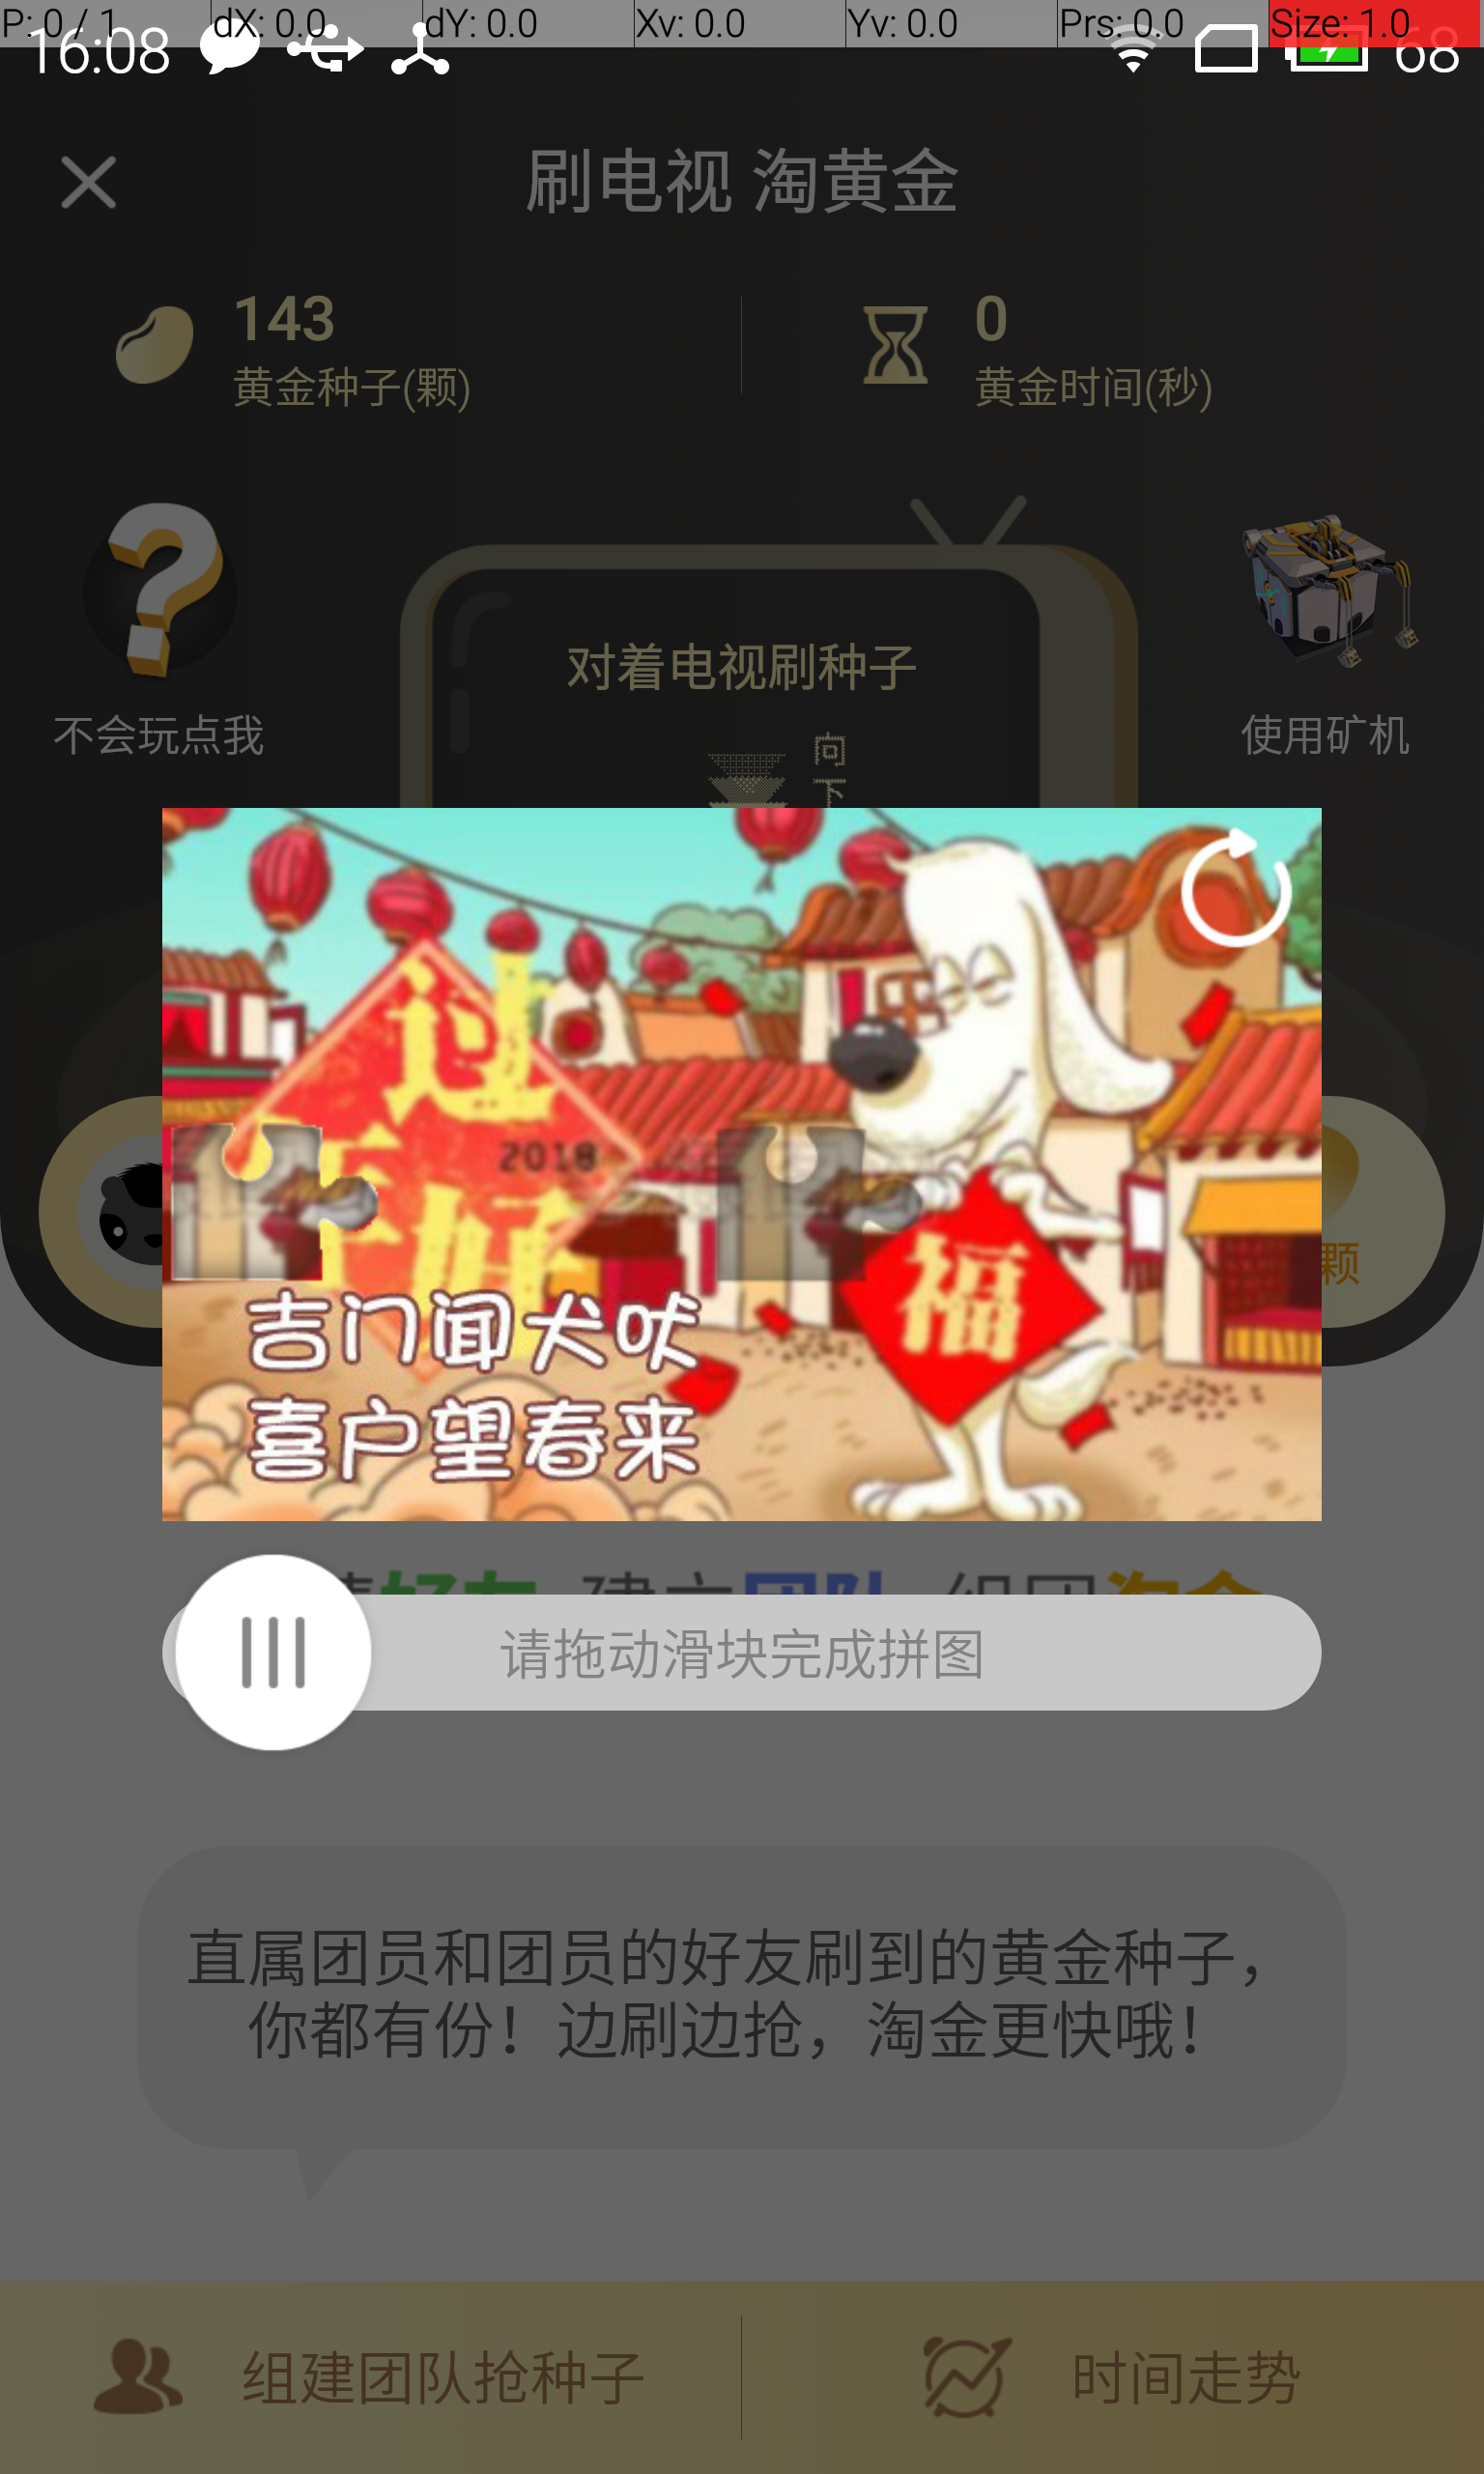 P: 0 / 1 dX: 0.0 dY: 0.0 Xv: 0.0 Yv: 0.0 Prs: 0.0 Size: 1.0
16:08 68
刷电视 淘黄金
143
黄金种子(颗)
0
黄金时间(秒)
不会玩点我
对着电视刷种子
向下
使用矿机
过
年
好
2018
福
颗
吉门闻犬吠
喜户望春来
请拖动滑块完成拼图
直属团员和团员的好友刷到的黄金种子，
你都有份！边刷边抢，淘金更快哦！
组建团队抢种子
时间走势